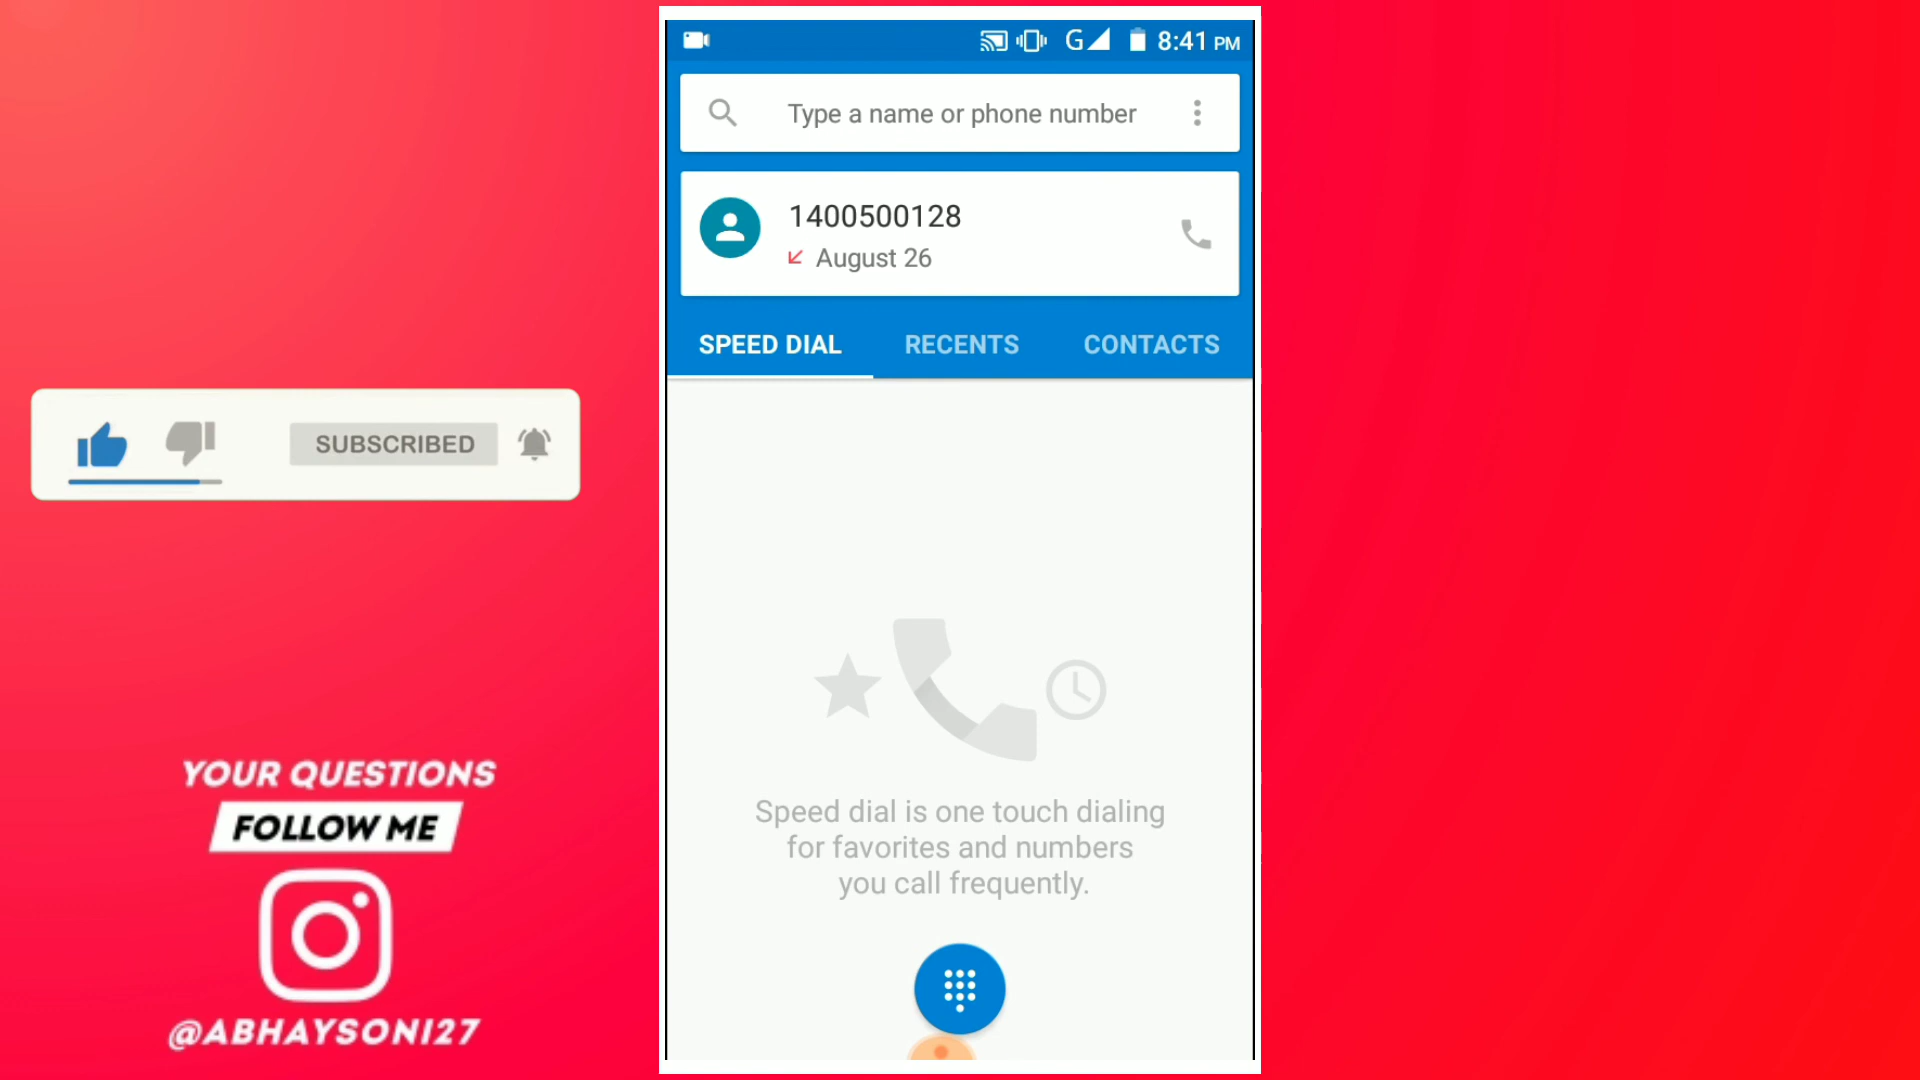 G 8:41 PM
Type a name or phone number
1400500128
August 26
SPEED DIAL RECENTS CONTACTS
SUBSCRIBED
Speed dial is one touch dialing
for favorites and numbers
you call frequently.
YOUR QUESTIONS
FOLLOW ME
@ABHAYSONI27